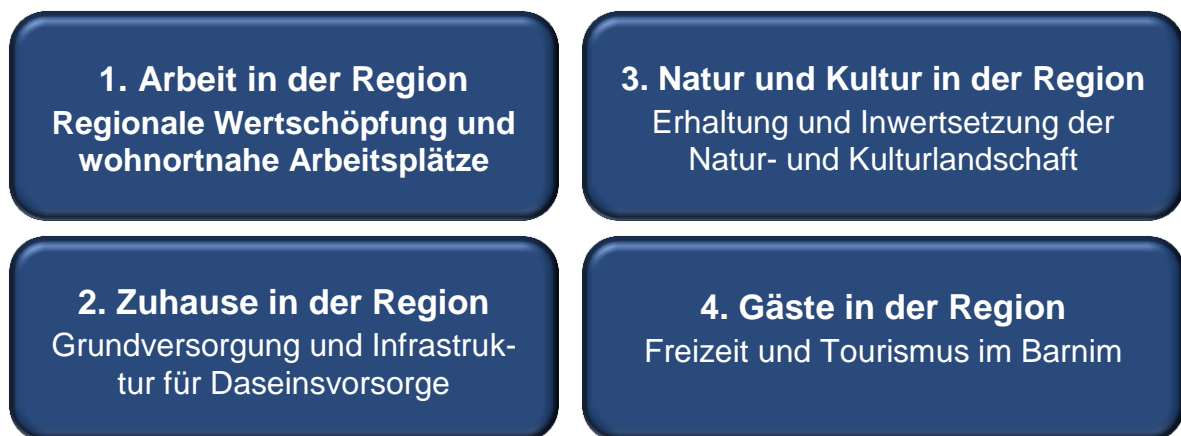 1. Arbeit in der Region
Regionale Wertschöpfung und
wohnortnahe Arbeitsplätze
2. Zuhause in der Region
Grundversorgung und Infrastruk-
tur für Daseinsvorsorge
3. Natur und Kultur in der Region
Erhaltung und Inwertsetzung der
Natur- und Kulturlandschaft
4. Gäste in der Region
Freizeit und Tourismus im Barnim